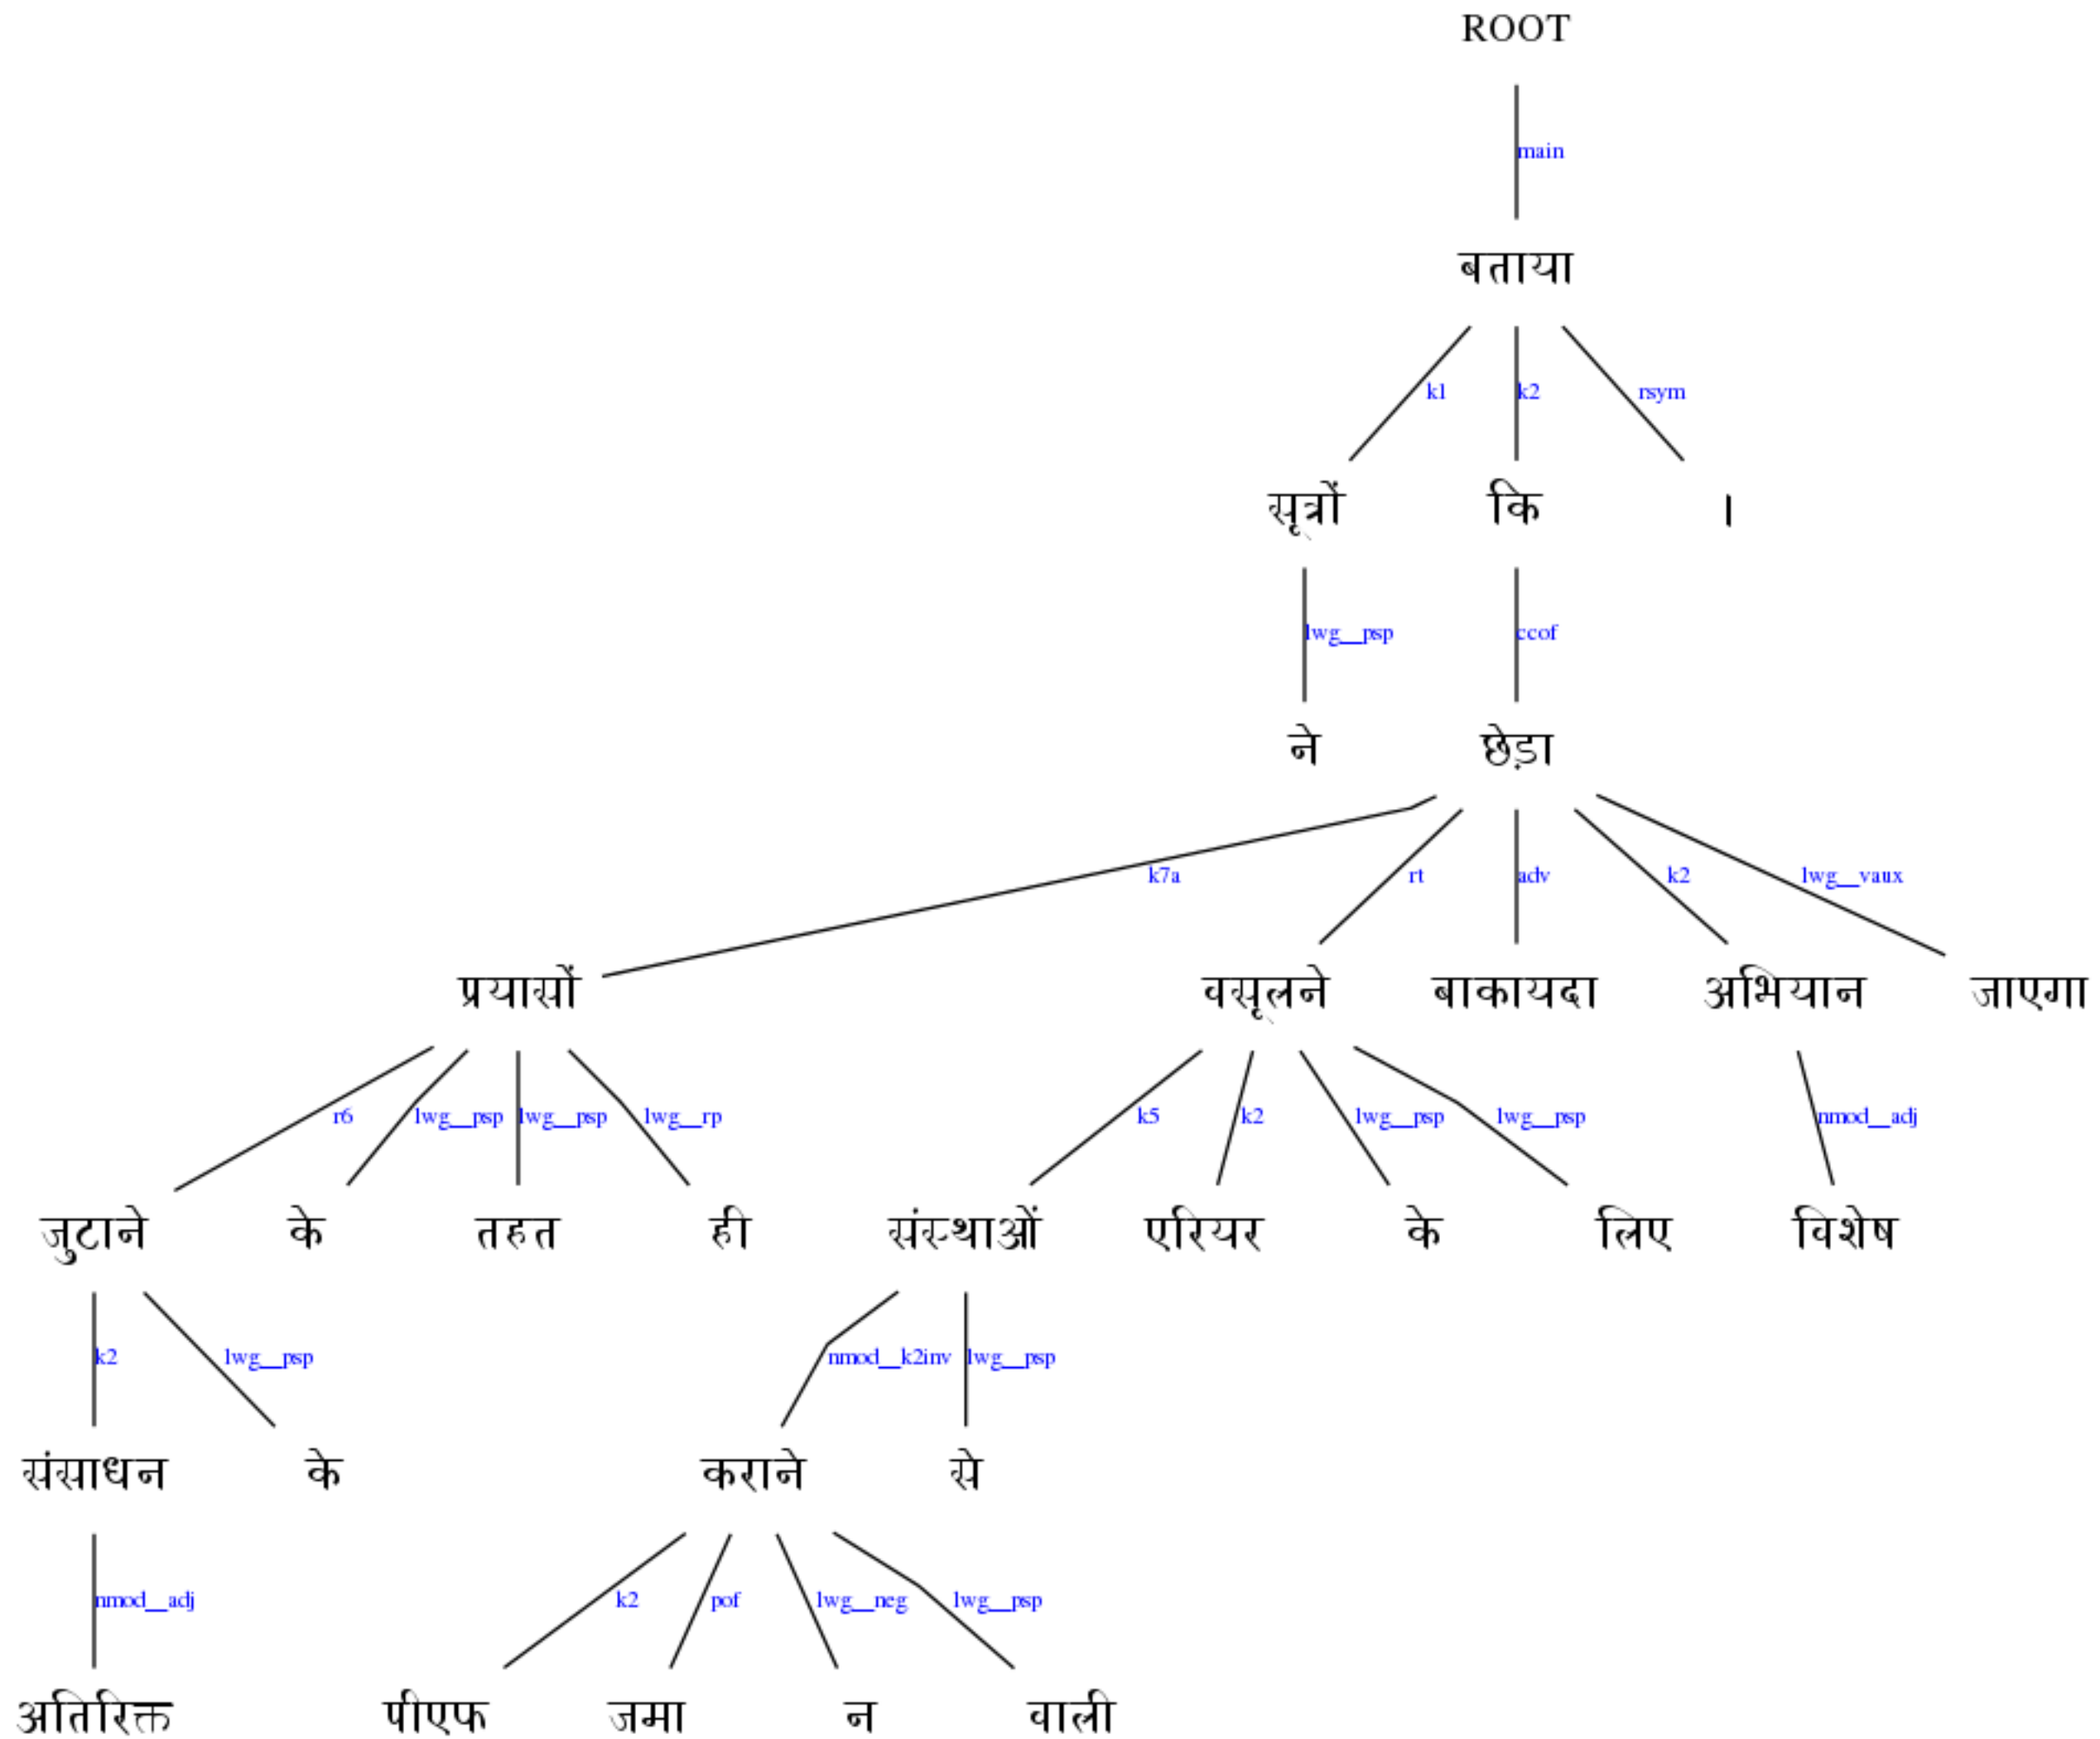 ROOT
main
बताया
k1 k2 rsym
सूत्रों कि ।
lwg__psp ccof
ने छेड़ा
k7a rt adv k2 lwg__vaux
प्रयासों वसूलने बाकायदा अभियान जाएगा
r6 lwg__psp lwg__psp lwg__rp k5 k2 lwg__psp lwg__psp nmod__adj
जुटाने के तहत ही संस्थाओं एरियर के लिए विशेष
k2 lwg__psp nmod__k2inv lwg__psp
संसाधन के कराने से
nmod__adj k2 pof lwg__neg lwg__psp
अतिरिक्त पीएफ जमा न वाली